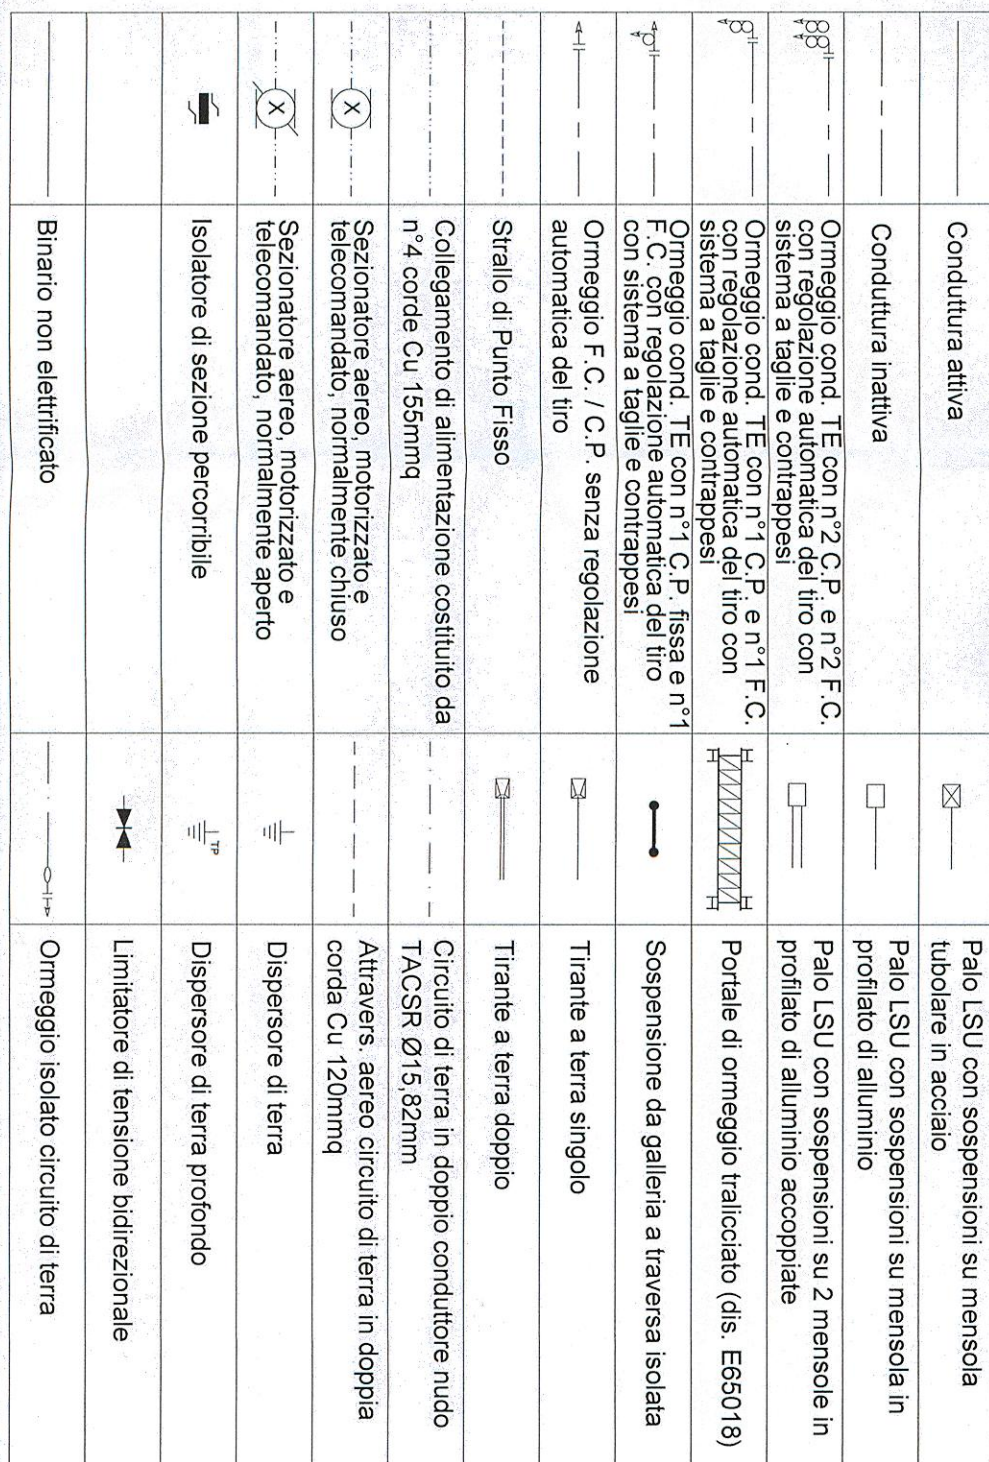 Conduttura attiva
Conduttura inattiva
Ormeggio cond. TE con n°2 C.P. e n°2 F.C.
con regolazione automatica del tiro con
sistema a taglie e contrappesi
Ormeggio cond. TE con n°1 C.P. e n°1 F.C.
con regolazione automatica del tiro con
sistema a taglie e contrappesi
Ormeggio cond. TE con n°1 C.P. fissa e n°1
F.C. con regolazione automatica del tiro
con sistema a taglie e contrappesi
Ormeggio F.C. / C.P. senza regolazione
automatica del tiro
Strallo di Punto Fisso
Collegamento di alimentazione costituito da
n°4 corde Cu 155mmq
X
Sezionatore aereo, motorizzato e
telecomandato, normalmente chiuso
X
Sezionatore aereo, motorizzato e
telecomandato, normalmente aperto
Isolatore di sezione percorribile
Binario non elettrificato
Palo LSU con sospensioni su mensola
tubolare in acciaio
Palo LSU con sospensioni su mensola in
profilato di alluminio
Palo LSU con sospensioni su 2 mensole in
profilato di alluminio accoppiate
Portale di ormeggio tralicciato (dis. E65018)
Sospensione da galleria a traversa isolata
Tirante a terra singolo
Tirante a terra doppio
Circuito di terra in doppio conduttore nudo
TACSR Ø15,82mm
Attravers. aereo circuito di terra in doppia
corda Cu 120mmq
Dispersore di terra
TP
Dispersore di terra profondo
Limitatore di tensione bidirezionale
Ormeggio isolato circuito di terra